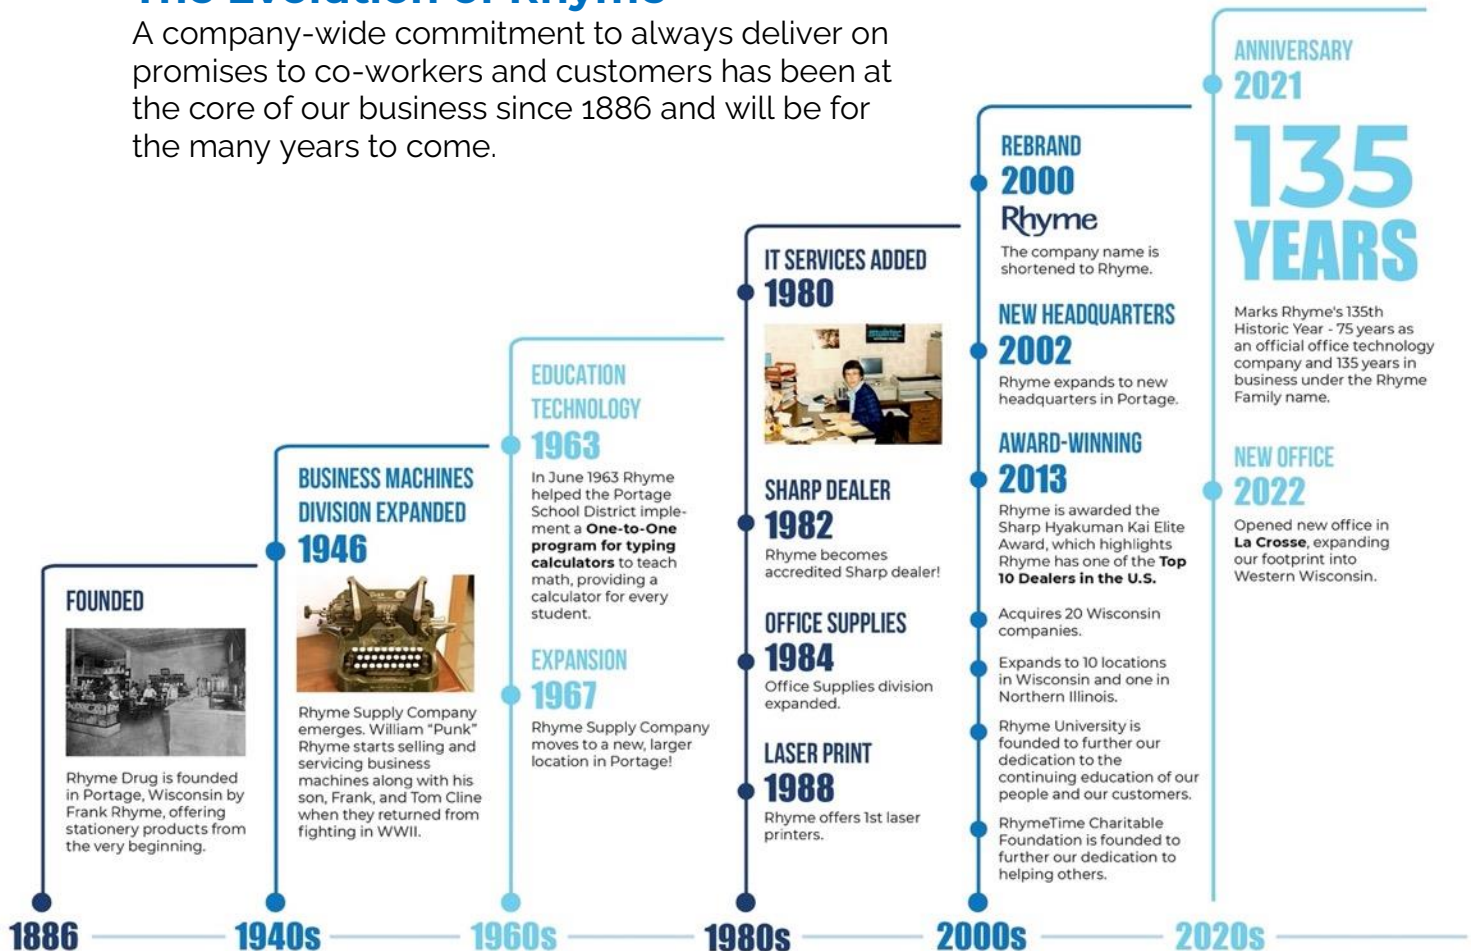 The Evolution of Rhyme
A company-wide commitment to always deliver on
promises to co-workers and customers has been at
the core of our business since 1886 and will be for
the many years to come.
FOUNDED
Rhyme Drug is founded
in Portage, Wisconsin by
Frank Rhyme, offering
stationery products from
the very beginning.
1886
BUSINESS MACHINES
DIVISION EXPANDED
1946
Rhyme Supply Company
emerges. William “Punk”
Rhyme starts selling and
servicing business
machines along with his
son, Frank, and Tom Cline
when they returned from
fighting in WWII.
1940s
EDUCATION
TECHNOLOGY
1963
In June 1963 Rhyme
helped the Portage
School District imple-
ment a One-to-One
program for typing
calculators to teach
math, providing a
calculator for every
student.
EXPANSION
1967
Rhyme Supply Company
moves to a new, larger
location in Portage!
1960s
IT SERVICES ADDED
1980
SHARP DEALER
1982
Rhyme becomes
accredited Sharp dealer!
OFFICE SUPPLIES
1984
Office Supplies division
expanded.
LASER PRINT
1988
Rhyme offers 1st laser
printers.
1980s
REBRAND
2000
Rhyme
The company name is
shortened to Rhyme.
NEW HEADQUARTERS
2002
Rhyme expands to new
headquarters in Portage.
AWARD-WINNING
2013
Rhyme is awarded the
Sharp Hyakuman Kai Elite
Award, which highlights
Rhyme has one of the Top
10 Dealers in the U.S.
Acquires 20 Wisconsin
companies.
Expands to 10 locations
in Wisconsin and one in
Northern Illinois.
Rhyme University is
founded to further our
dedication to the
continuing education of our
people and our customers.
RhymeTime Charitable
Foundation is founded to
further our dedication to
helping others.
2000s
ANNIVERSARY
2021
135
YEARS
Marks Rhyme's 135th
Historic Year - 75 years as
an official office technology
company and 135 years in
business under the Rhyme
Family name.
NEW OFFICE
2022
Opened new office in
La Crosse, expanding
our footprint into
Western Wisconsin.
2020s